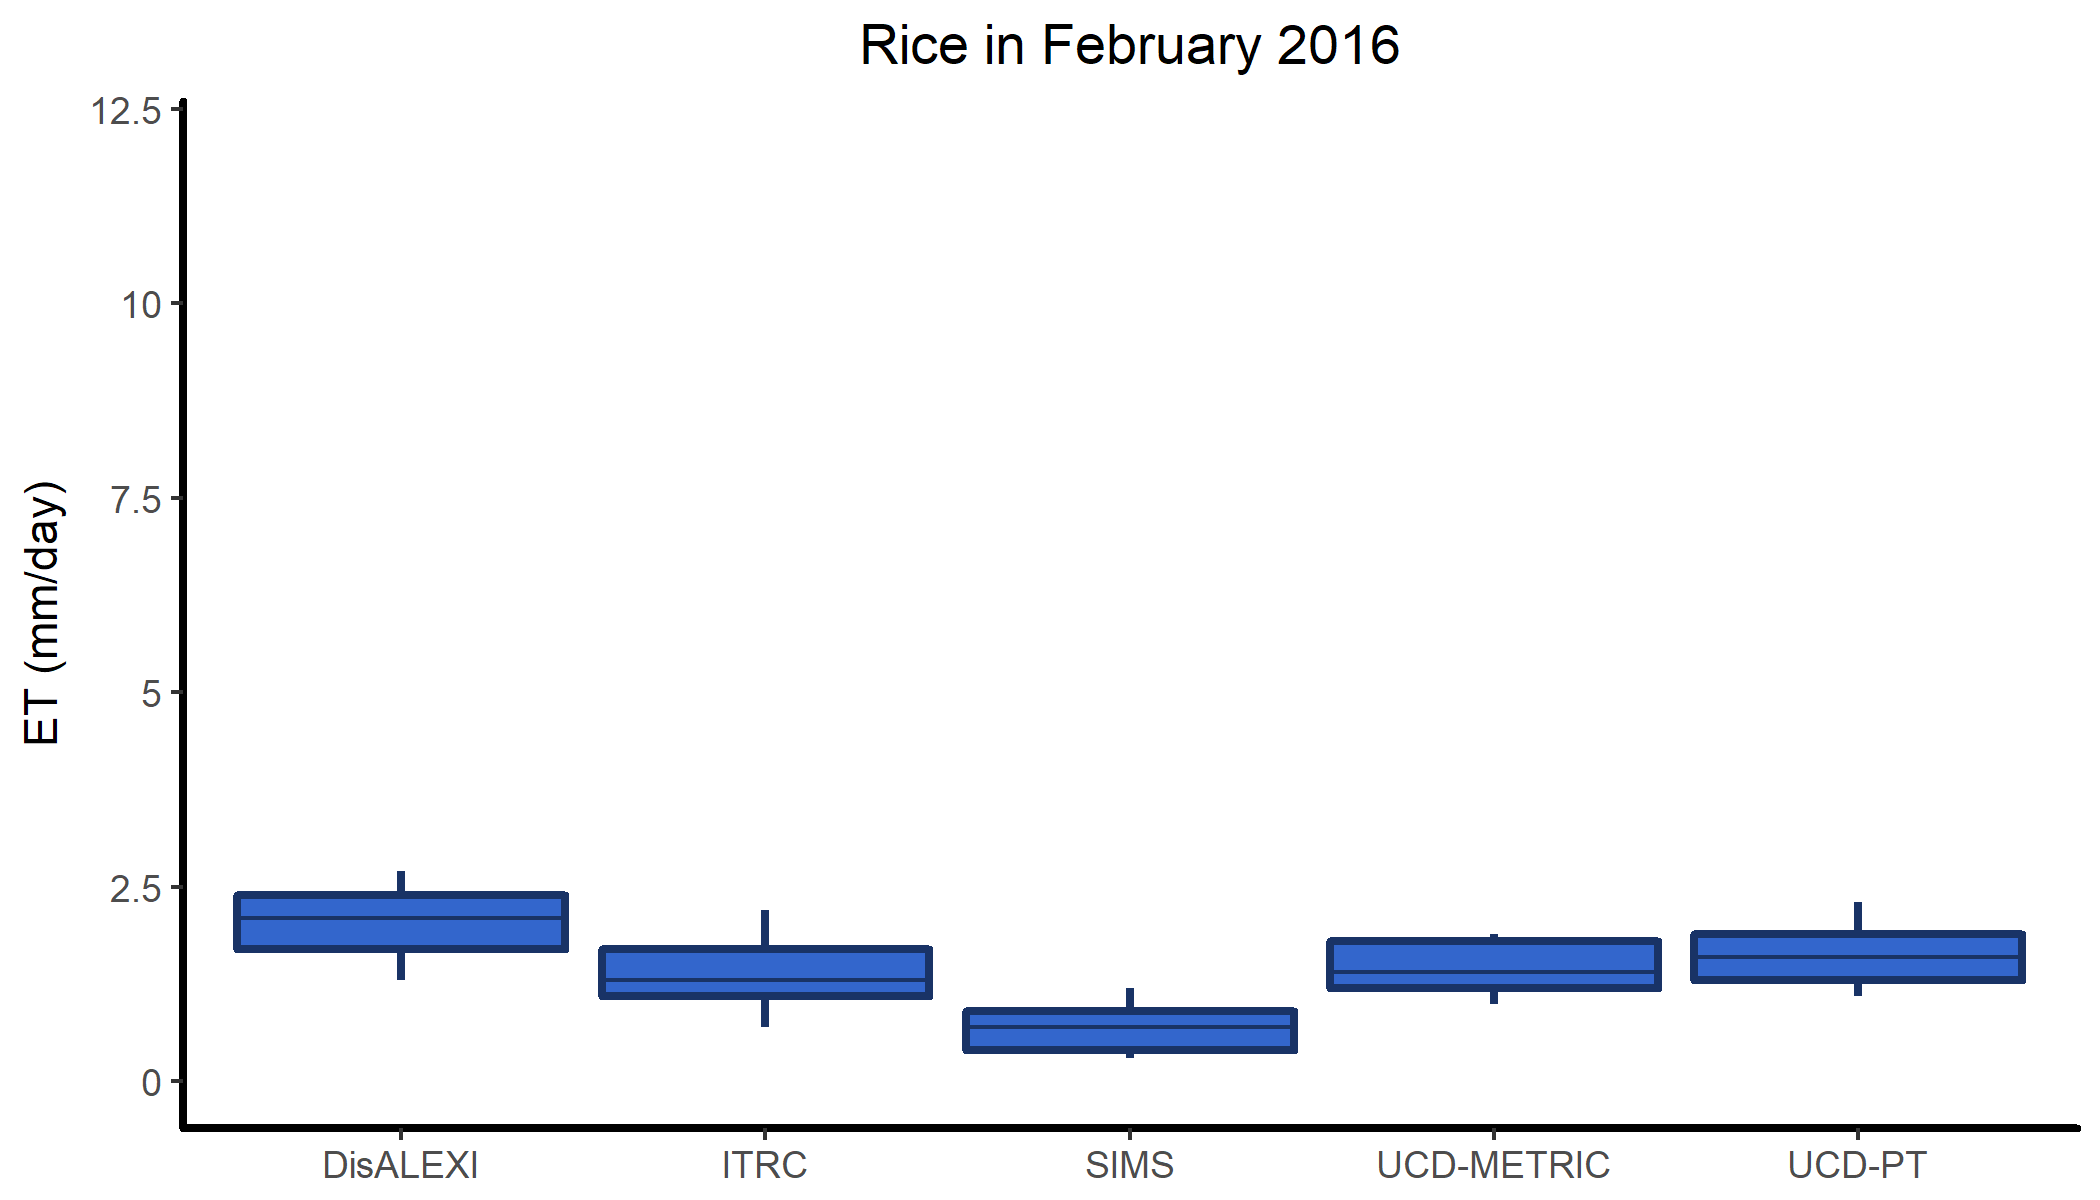 Rice in February 2016
12.5
10
7.5
5
2.5
0
ET (mm/day)
DisALEXI ITRC SIMS UCD-METRIC UCD-PT